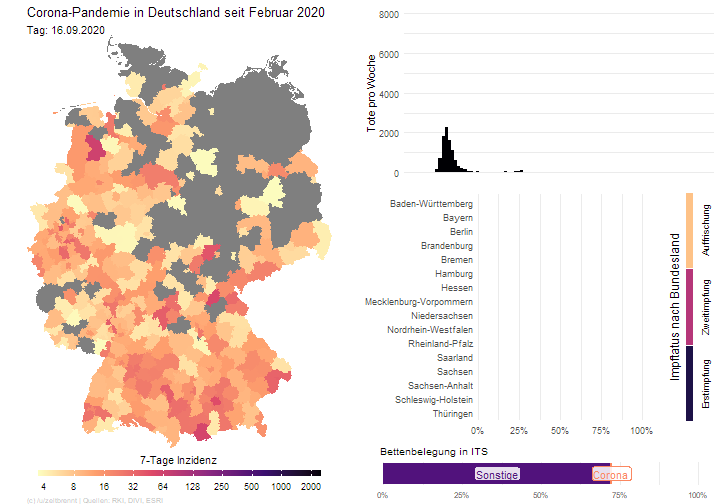 Corona-Pandemie in Deutschland seit Februar 2020
Tag: 16.09.2020
7-Tage Inzidenz
4 8 16 32 64 128 250 500 1000 2000
(c) /u/zeitbrennt | Quellen: RKI, DIVI, ESRI
Tote pro Woche
8000
6000
4000
2000
0
Baden-Württemberg
Bayern
Berlin
Brandenburg
Bremen
Hamburg
Hessen
Mecklenburg-Vorpommern
Niedersachsen
Nordrhein-Westfalen
Rheinland-Pfalz
Saarland
Sachsen
Sachsen-Anhalt
Schleswig-Holstein
Thüringen
0% 25% 50% 75% 100%
Impfstatus nach Bundesland
Auffrischung
Zweitimpfung
Erstimpfung
Bettenbelegung in ITS
Sonstige
Corona
0% 25% 50% 75% 100%